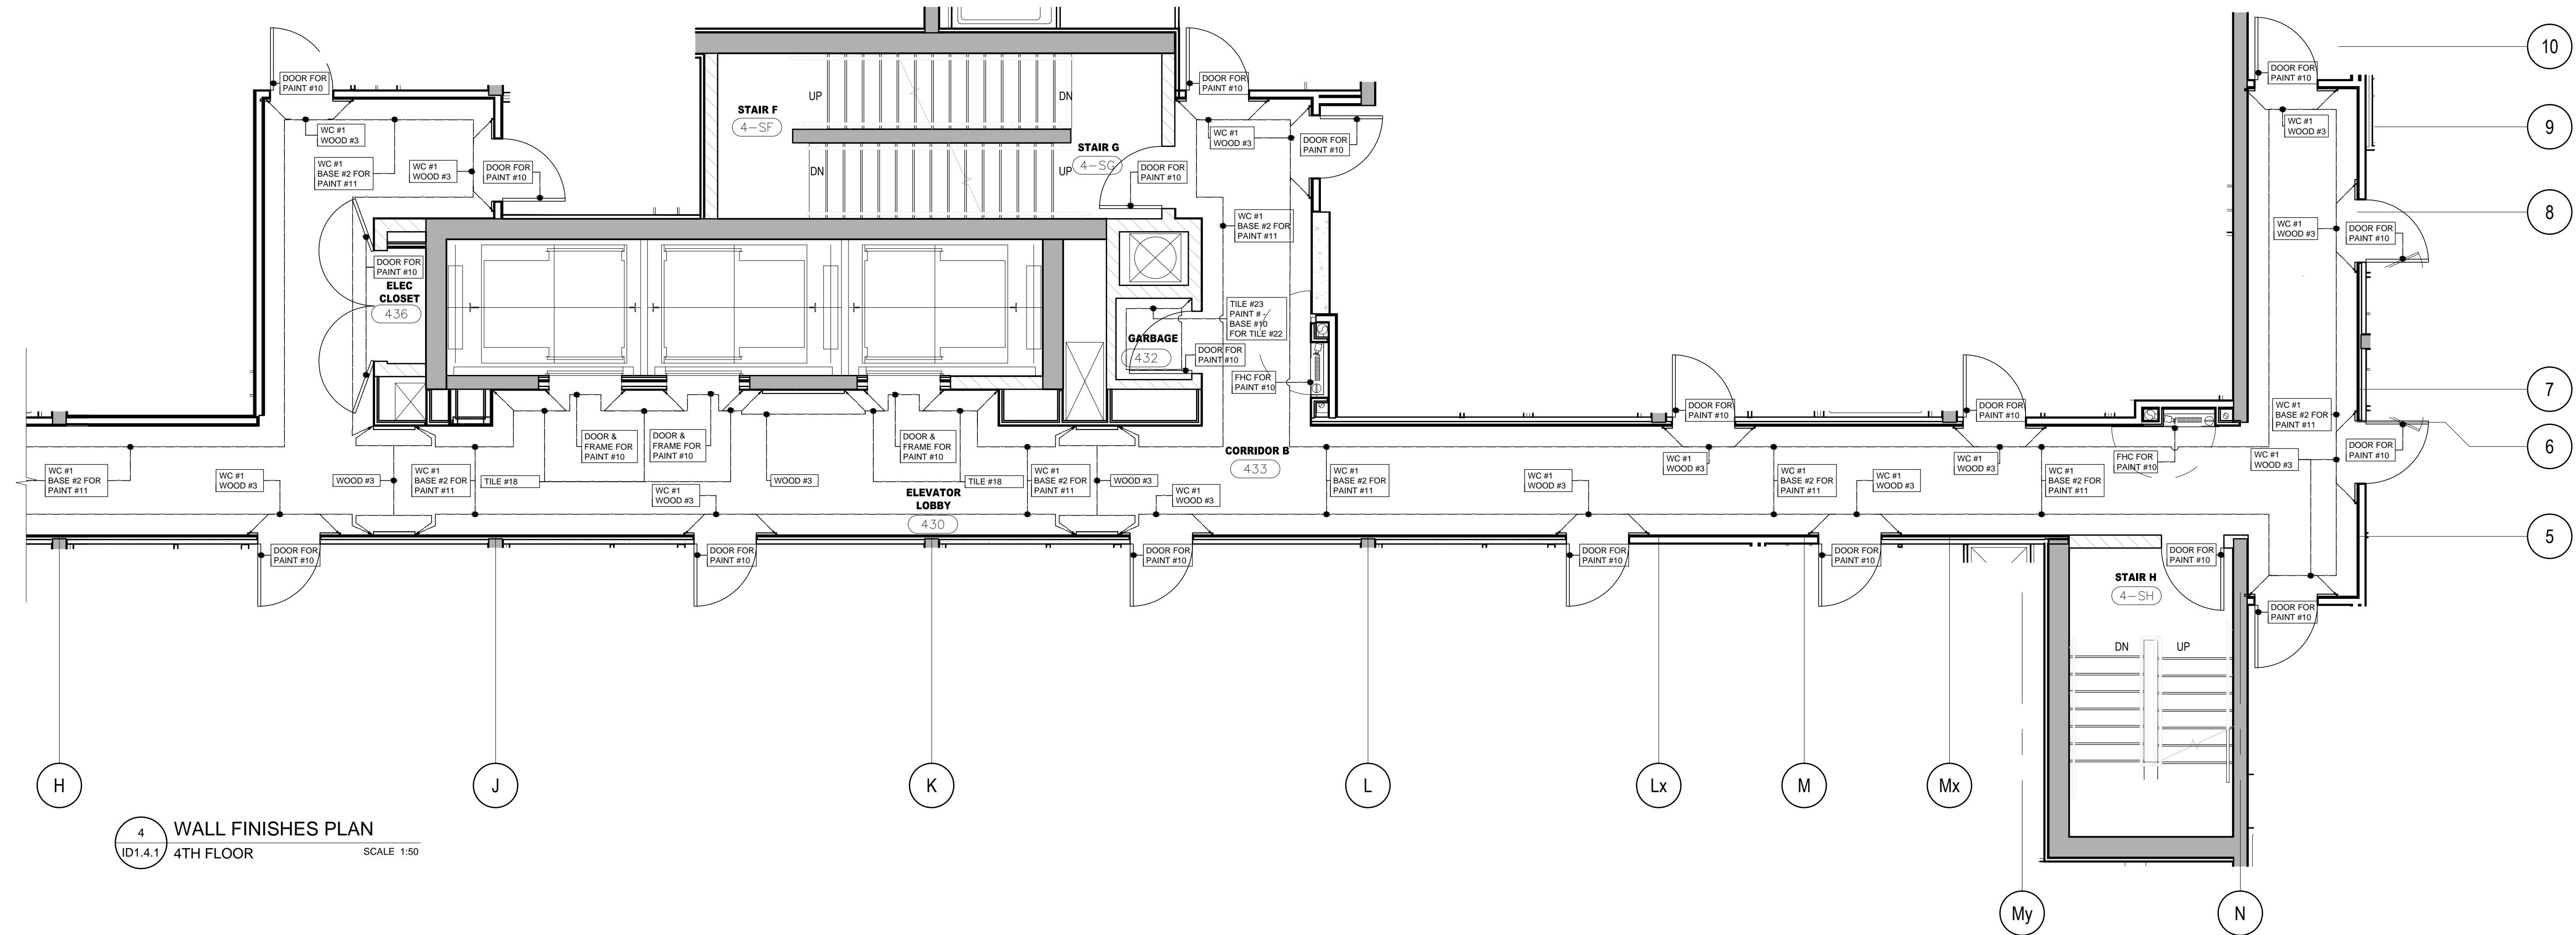 10
DOOR FOR
PAINT #10
DOOR FOR
PAINT #10
DOOR FOR
PAINT #10
9
STAIR F
4-SF
UP
DN
WC #1
WOOD #3
WC #1
WOOD #3
DOOR FOR
PAINT #10
WC #1
WOOD #3
WC #1
BASE #2 FOR
PAINT #11
WC #1
WOOD #3
DOOR FOR
PAINT #10
DN
UP
STAIR G
4-SG
DOOR FOR
PAINT #10
8
WC #1
BASE #2 FOR
PAINT #11
WC #1
WOOD #3
DOOR FOR
PAINT #10
DOOR FOR
PAINT #10
ELEC
CLOSET
436
TILE #23
PAINT # -
BASE #10
FOR TILE #22
GARBAGE
432
DOOR FOR
PAINT #10
FHC FOR
PAINT #10
7
DOOR FOR
PAINT #10
DOOR FOR
PAINT #10
WC #1
BASE #2 FOR
PAINT #11
DOOR &
FRAME FOR
PAINT #10
DOOR &
FRAME FOR
PAINT #10
DOOR &
FRAME FOR
PAINT #10
6
DOOR FOR
PAINT #10
CORRIDOR B
433
WC #1
WOOD #3
WC #1
WOOD #3
FHC FOR
PAINT #10
WC #1
WOOD #3
WC #1
BASE #2 FOR
PAINT #11
WC #1
WOOD #3
WOOD #3
WC #1
BASE #2 FOR
PAINT #11
TILE #18
WC #1
WOOD #3
WOOD #3
ELEVATOR
LOBBY
430
TILE #18
WC #1
BASE #2 FOR
PAINT #11
WOOD #3
WC #1
WOOD #3
WC #1
BASE #2 FOR
PAINT #11
WC #1
WOOD #3
WC #1
BASE #2 FOR
PAINT #11
WC #1
WOOD #3
WC #1
BASE #2 FOR
PAINT #11
5
DOOR FOR
PAINT #10
DOOR FOR
PAINT #10
DOOR FOR
PAINT #10
DOOR FOR
PAINT #10
DOOR FOR
PAINT #10
DOOR FOR
PAINT #10
STAIR H
4-SH
DOOR FOR
PAINT #10
DN
UP
H
J
K
L
Lx
M
Mx
4
ID1.4.1
WALL FINISHES PLAN
4TH FLOOR
SCALE 1:50
My
N